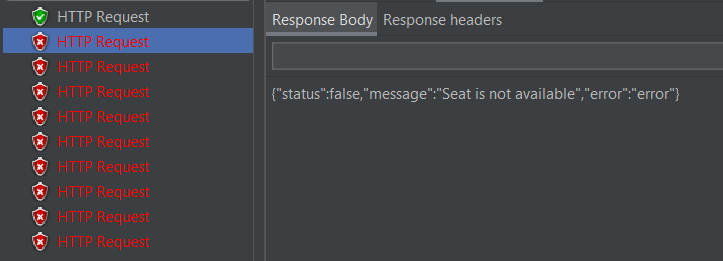 HTTP Request
HTTP Request
HTTP Request
HTTP Request
HTTP Request
HTTP Request
HTTP Request
HTTP Request
HTTP Request
HTTP Request
Response Body Response headers
{"status":false,"message":"Seat is not available","error":"error"}